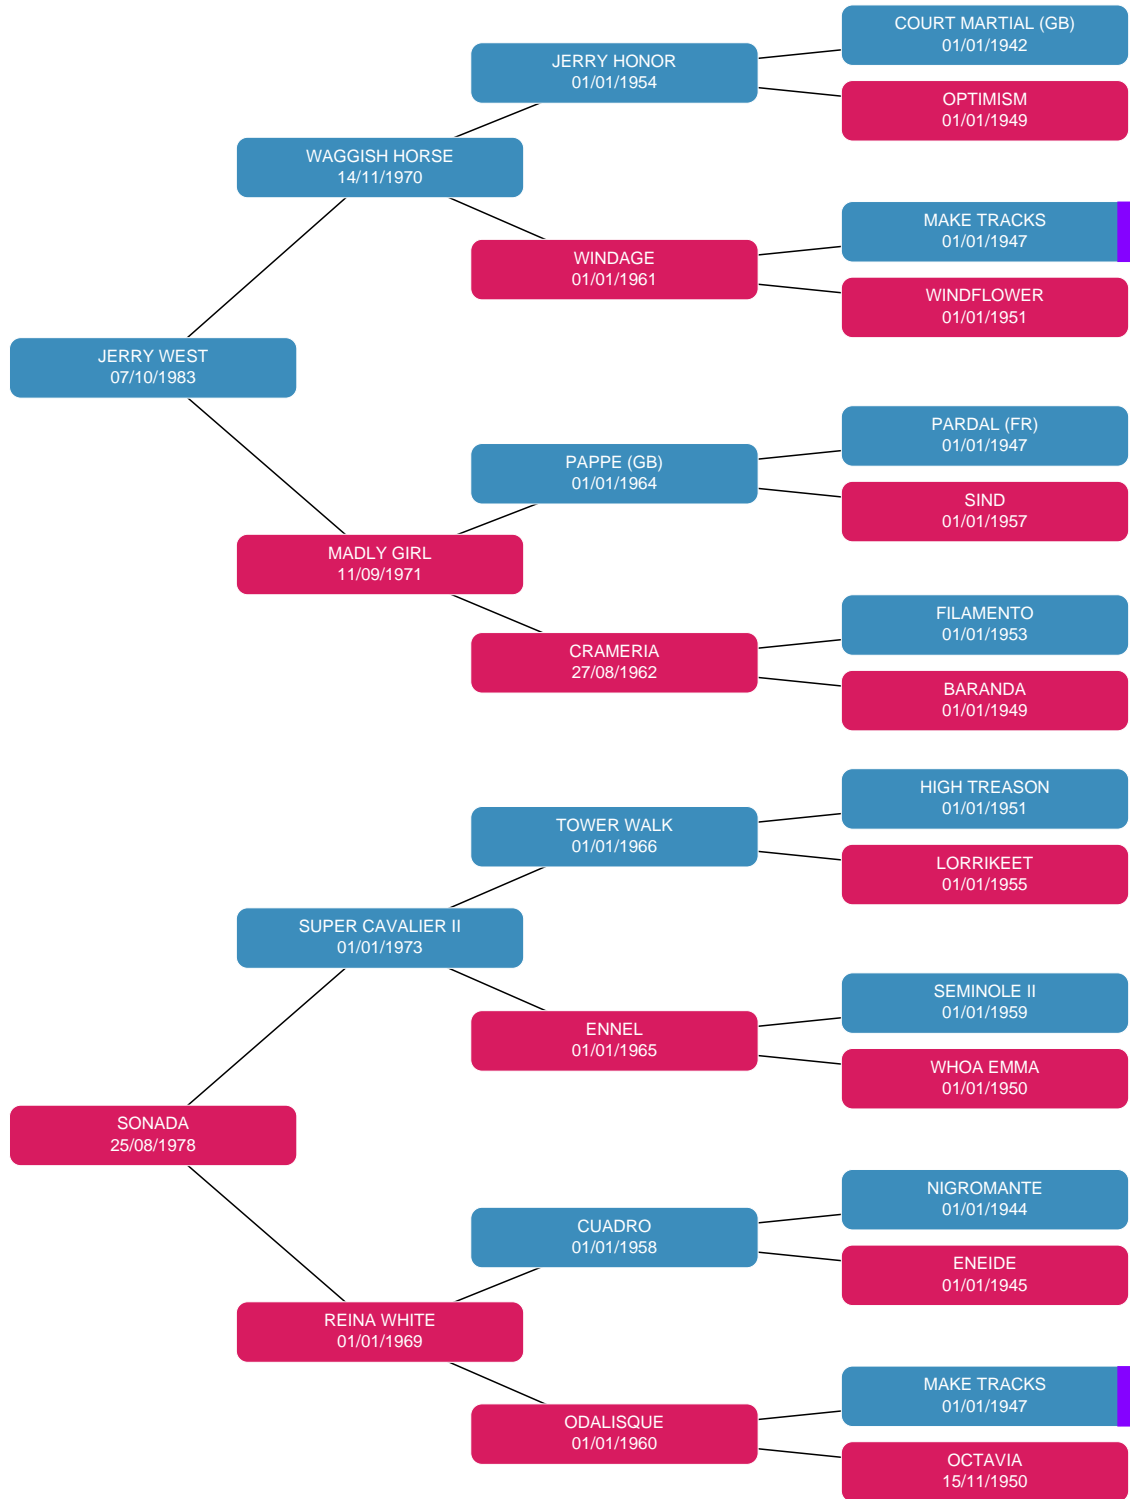 COURT MARTIAL (GB)
01/01/1942
JERRY HONOR
01/01/1954
OPTIMISM
01/01/1949
WAGGISH HORSE
14/11/1970
MAKE TRACKS
01/01/1947
WINDAGE
01/01/1961
WINDFLOWER
01/01/1951
JERRY WEST
07/10/1983
PARDAL (FR)
01/01/1947
PAPPE (GB)
01/01/1964
SIND
01/01/1957
MADLY GIRL
11/09/1971
FILAMENTO
01/01/1953
CRAMERIA
27/08/1962
BARANDA
01/01/1949
HIGH TREASON
01/01/1951
TOWER WALK
01/01/1966
LORRIKEET
01/01/1955
SUPER CAVALIER II
01/01/1973
SEMINOLE II
01/01/1959
ENNEL
01/01/1965
WHOA EMMA
01/01/1950
SONADA
25/08/1978
NIGROMANTE
01/01/1944
CUADRO
01/01/1958
ENEIDE
01/01/1945
REINA WHITE
01/01/1969
MAKE TRACKS
01/01/1947
ODALISQUE
01/01/1960
OCTAVIA
15/11/1950